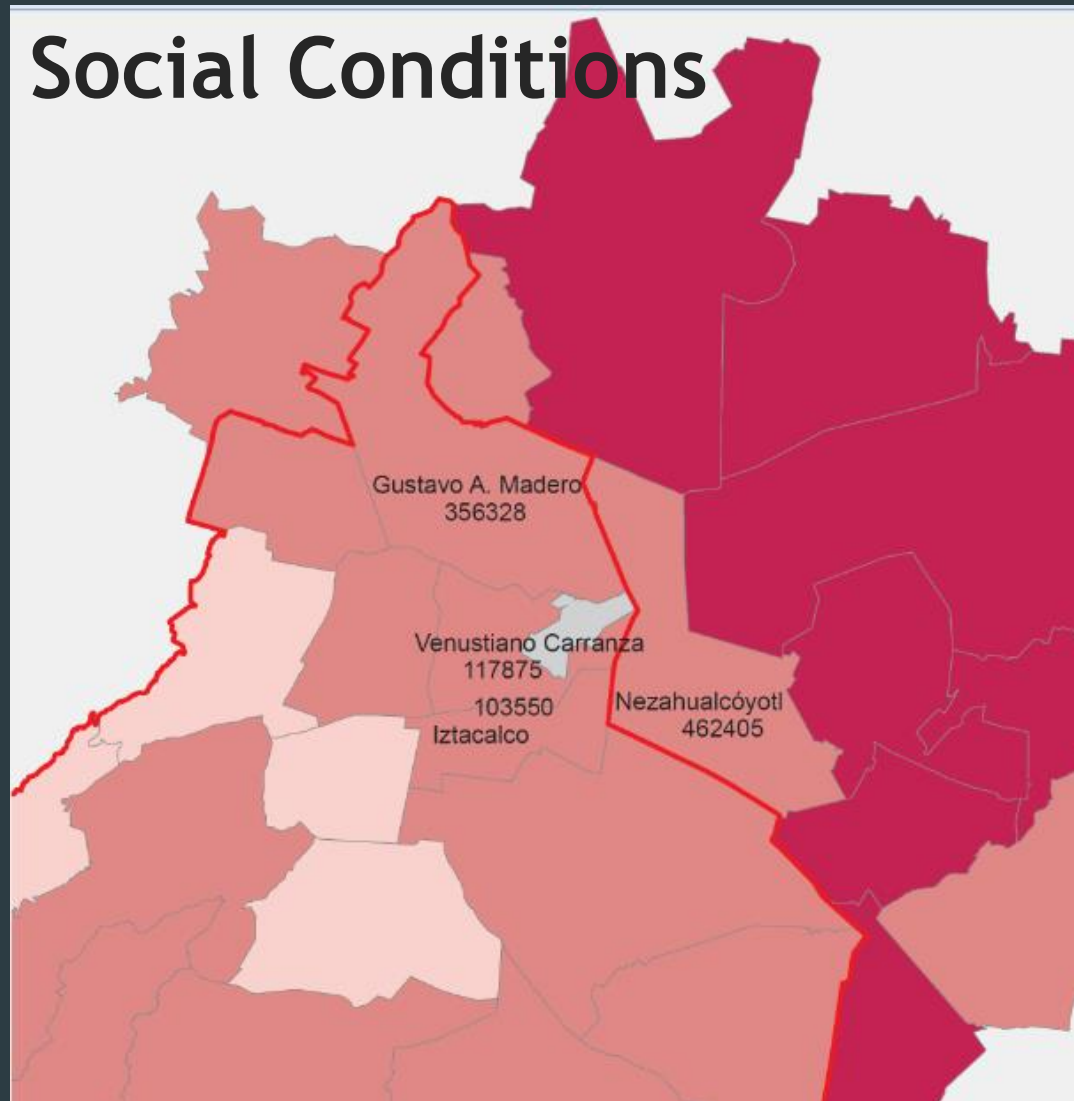 Social Conditions
Gustavo A. Madero
356328
Venustiano Carranza
117875
103550
Iztacalco
Nezahualcóyotl
462405